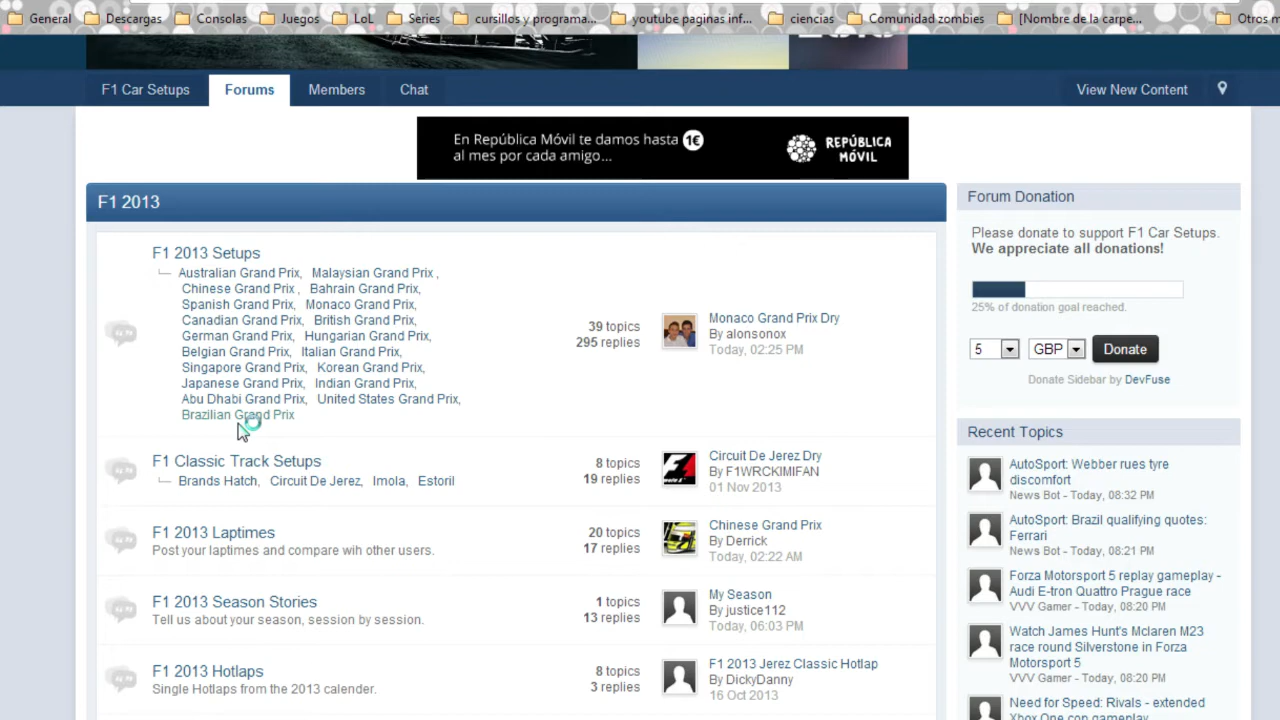 General Descargas Consolas Juegos LoL Series cursillos y programa... youtube paginas inf... ciencias Comunidad zombies [Nombre de la carpe... Otros m
F1 Car Setups Forums Members Chat View New Content
En República Móvil te damos hasta 1€
al mes por cada amigo...
REPÚBLICA
MÓVIL
F1 2013
F1 2013 Setups
Australian Grand Prix, Malaysian Grand Prix ,
Chinese Grand Prix , Bahrain Grand Prix,
Spanish Grand Prix, Monaco Grand Prix,
Canadian Grand Prix, British Grand Prix,
German Grand Prix, Hungarian Grand Prix,
Belgian Grand Prix, Italian Grand Prix,
Singapore Grand Prix, Korean Grand Prix,
Japanese Grand Prix, Indian Grand Prix,
Abu Dhabi Grand Prix, United States Grand Prix,
Brazilian Grand Prix
39 topics
295 replies
Monaco Grand Prix Dry
By alonsonox
Today, 02:25 PM
F1 Classic Track Setups
Brands Hatch, Circuit De Jerez, Imola, Estoril
8 topics
19 replies
Circuit De Jerez Dry
By F1WRCKIMIFAN
01 Nov 2013
F1 2013 Laptimes
Post your laptimes and compare wih other users.
20 topics
17 replies
Chinese Grand Prix
By Derrick
Today, 02:22 AM
F1 2013 Season Stories
Tell us about your season, session by session.
1 topics
13 replies
My Season
By justice112
Today, 06:03 PM
F1 2013 Hotlaps
Single Hotlaps from the 2013 calender.
8 topics
3 replies
F1 2013 Jerez Classic Hotlap
By DickyDanny
16 Oct 2013
Forum Donation
Please donate to support F1 Car Setups.
We appreciate all donations!
25% of donation goal reached.
5 GBP Donate
Donate Sidebar by DevFuse
Recent Topics
AutoSport: Webber rues tyre
discomfort
News Bot - Today, 08:32 PM
AutoSport: Brazil qualifying quotes:
Ferrari
News Bot - Today, 08:21 PM
Forza Motorsport 5 replay gameplay -
Audi E-tron Quattro Prague race
VVV Gamer - Today, 08:20 PM
Watch James Hunt's Mclaren M23
race round Silverstone in Forza
Motorsport 5
VVV Gamer - Today, 08:20 PM
Need for Speed: Rivals - extended
Xbox One cop gameplay